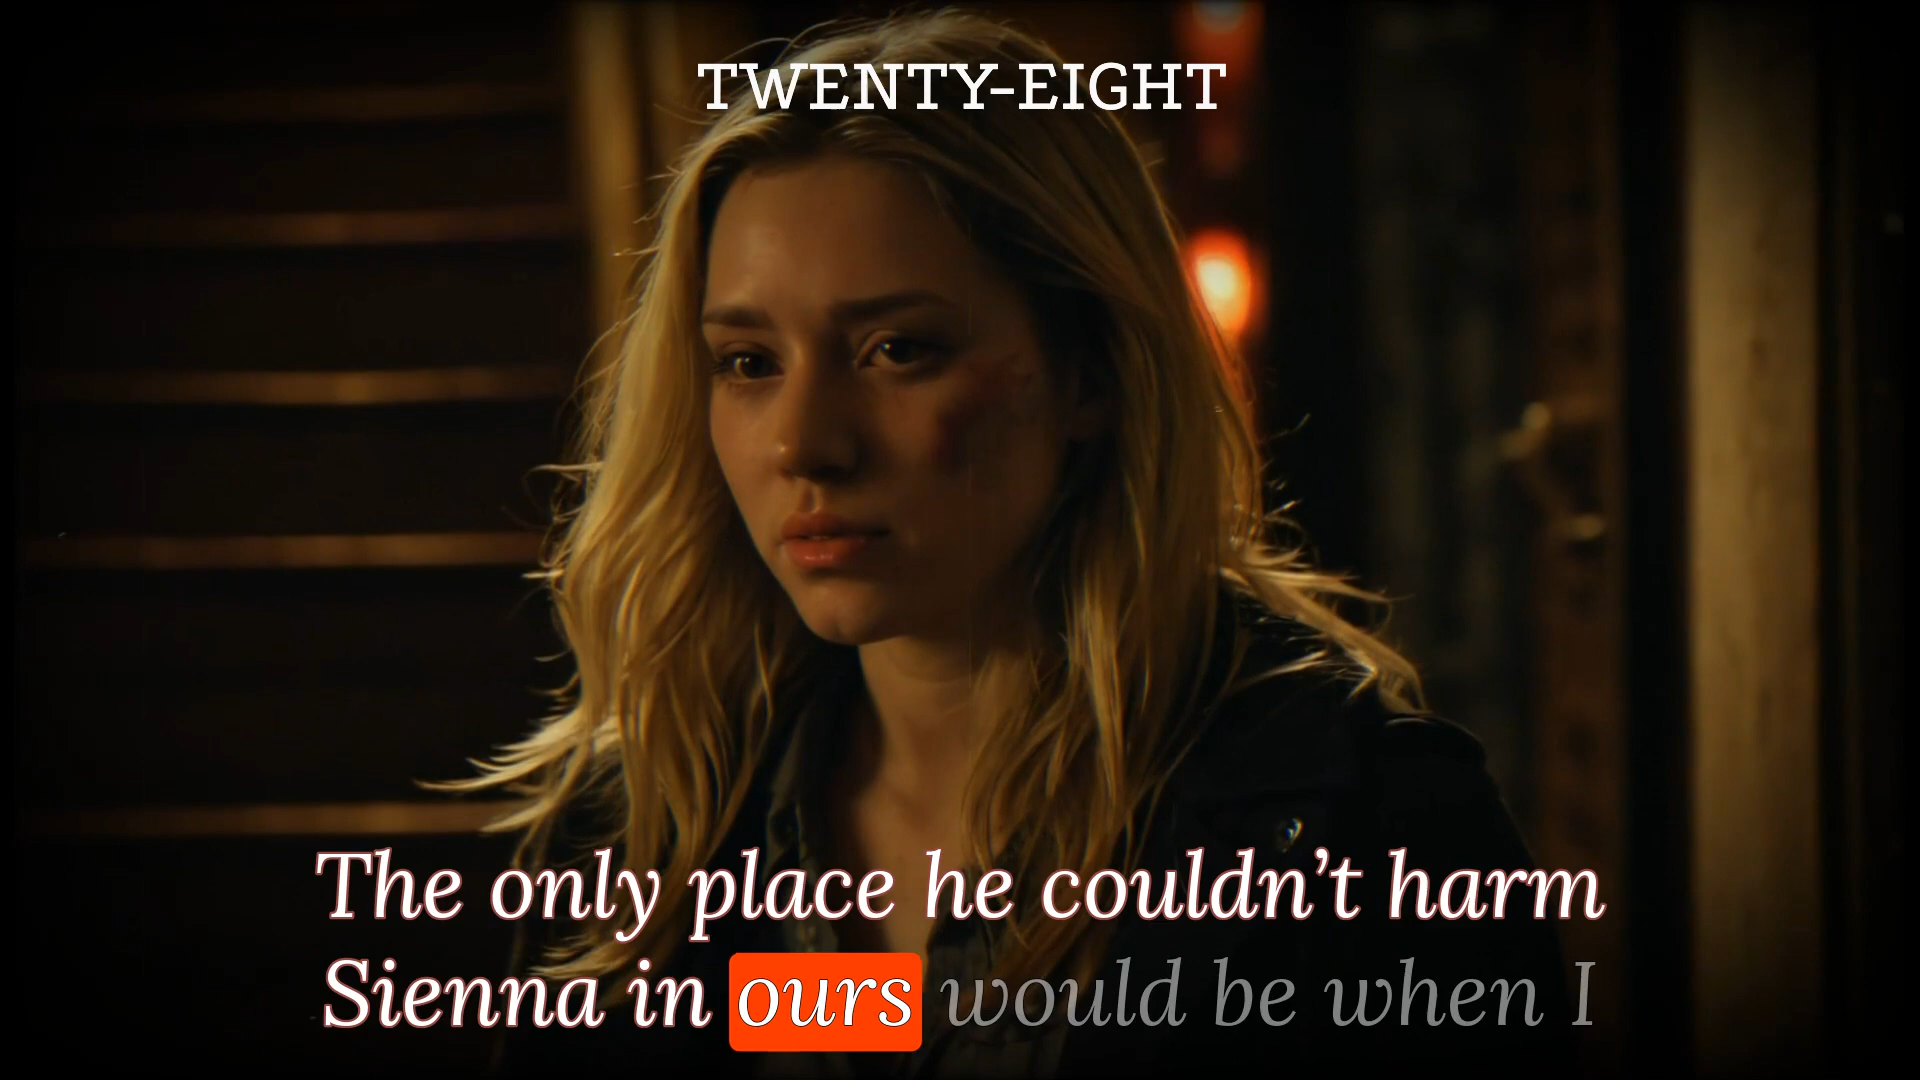 TWENTY-EIGHT
The only place he couldn’t harm
Sienna in ours would be when I